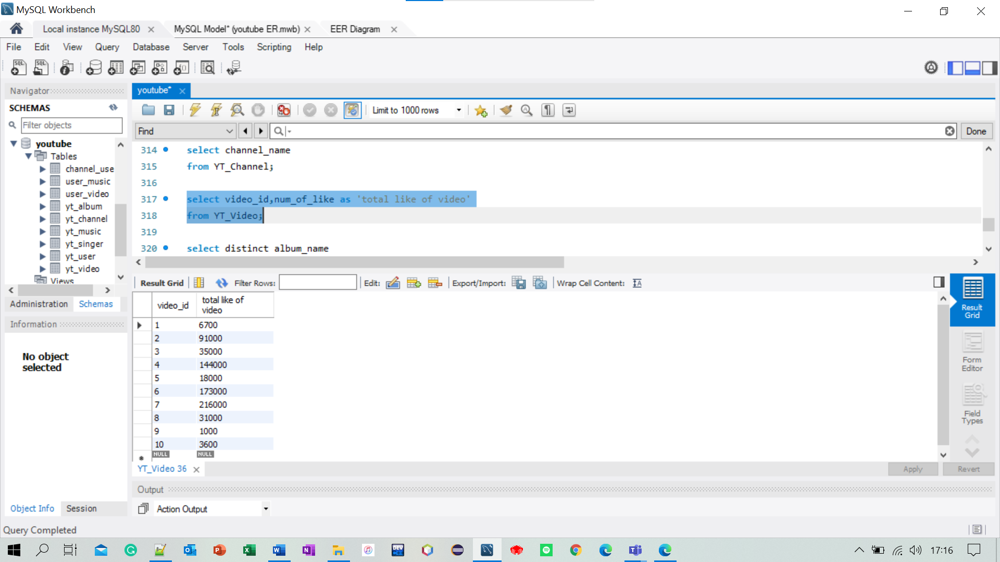 MySQL Workbench
Local instance MySQL80
MySQL Model* (youtube ER.mwb)
EER Diagram
File Edit View Query Database Server Tools Scripting Help
Navigator
youtube*
SCHEMAS
Limit to 1000 rows
Filter objects
Find
Done
youtube
Tables
channel_use
user_music
user_video
yt_album
yt_channel
yt_music
yt_singer
yt_user
yt_video
Views
314 select channel_name
315 from YT_Channel;
316
317 select video_id,num_of_like as 'total like of video'
318 from YT_Video;
319
320 select distinct album_name
Administration Schemas
Information
No object
selected
Result Grid Filter Rows: Edit: Export/Import: Wrap Cell Content:
video_id total like of
video
1 6700
2 91000
3 35000
4 144000
5 18000
6 173000
7 216000
8 31000
9 1000
10 3600
NULL NULL
Result
Grid
Form
Editor
Field
Types
YT_Video 36
Apply Revert
Output
Object Info Session
Action Output
Query Completed
17:16